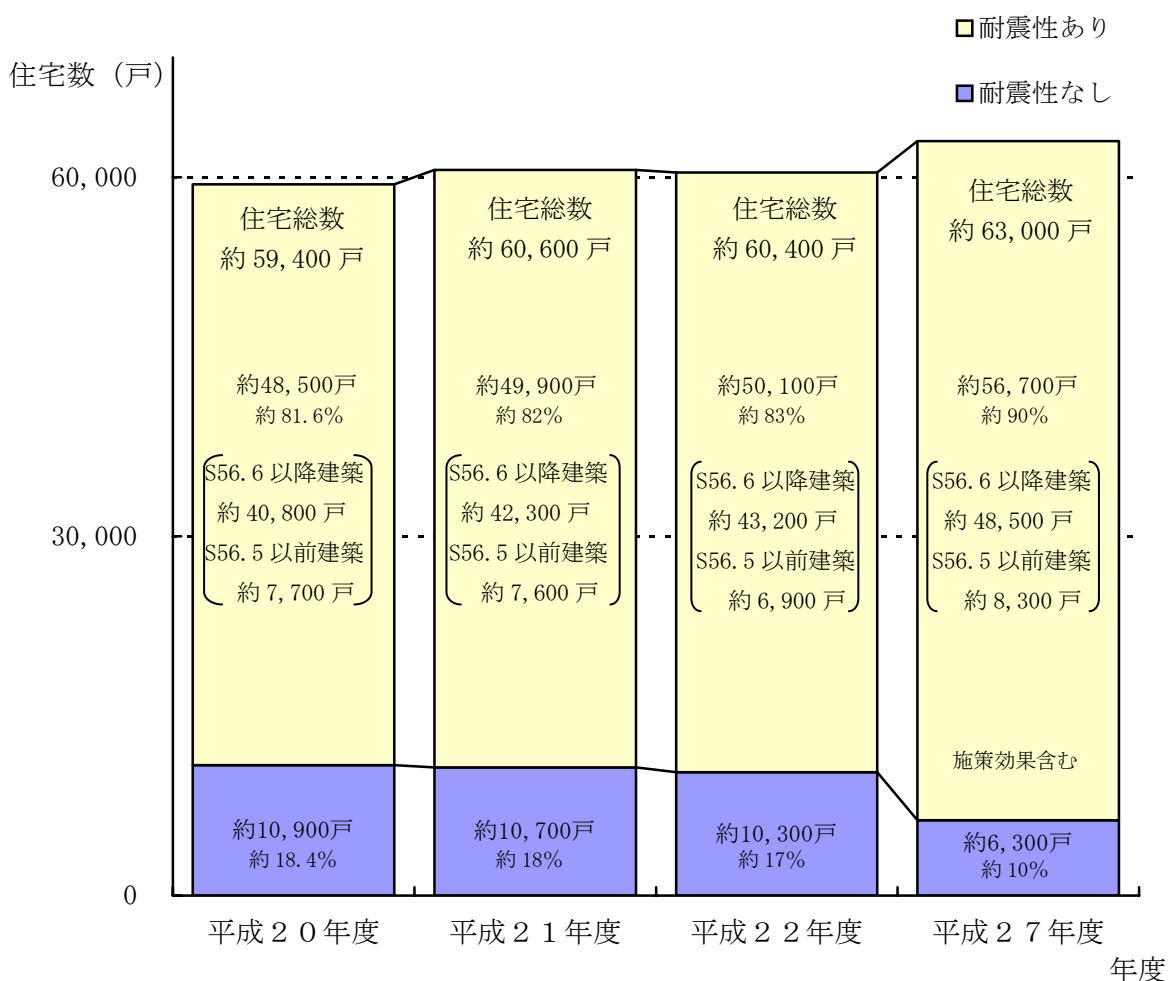 耐震性あり
耐震性なし
住宅数（戸）
60,000
30,000
0
住宅総数
約 59,400 戸
約48,500戸
約 81.6%
S56.6 以降建築
約 40,800 戸
S56.5 以前建築
約 7,700 戸
約10,900戸
約 18.4%
住宅総数
約 60,600 戸
約49,900戸
約 82%
S56.6 以降建築
約 42,300 戸
S56.5 以前建築
約 7,600 戸
約10,700戸
約 18%
住宅総数
約 60,400 戸
約50,100戸
約 83%
S56.6 以降建築
約 43,200 戸
S56.5 以前建築
約 6,900 戸
約10,300戸
約 17%
住宅総数
約 63,000 戸
約56,700戸
約 90%
S56.6 以降建築
約 48,500 戸
S56.5 以前建築
約 8,300 戸
施策効果含む
約6,300戸
約 10%
平成２０年度
平成２１年度
平成２２年度
平成２７年度
年度